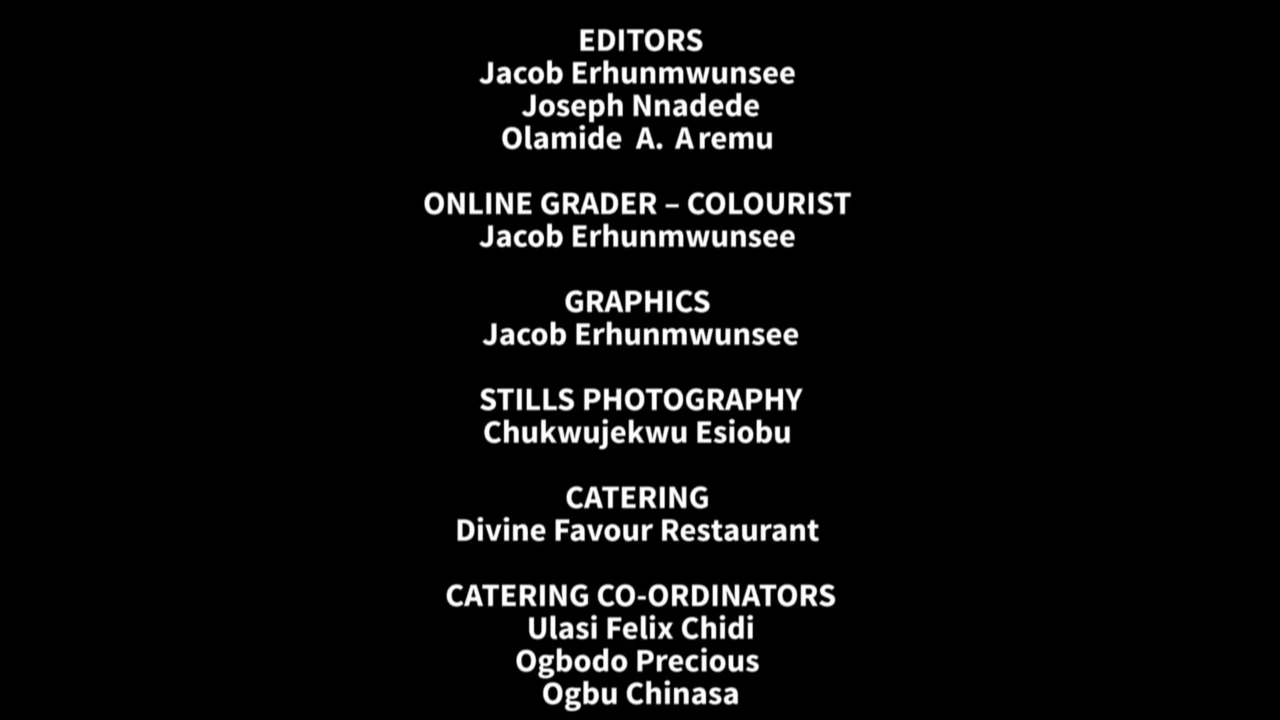 EDITORS
Jacob Erhunmwunsee
Joseph Nnadede
Olamide A. Aremu
ONLINE GRADER – COLOURIST
Jacob Erhunmwunsee
GRAPHICS
Jacob Erhunmwunsee
STILLS PHOTOGRAPHY
Chukwujekwu Esiobu
CATERING
Divine Favour Restaurant
CATERING CO-ORDINATORS
Ulasi Felix Chidi
Ogbodo Precious
Ogbu Chinasa